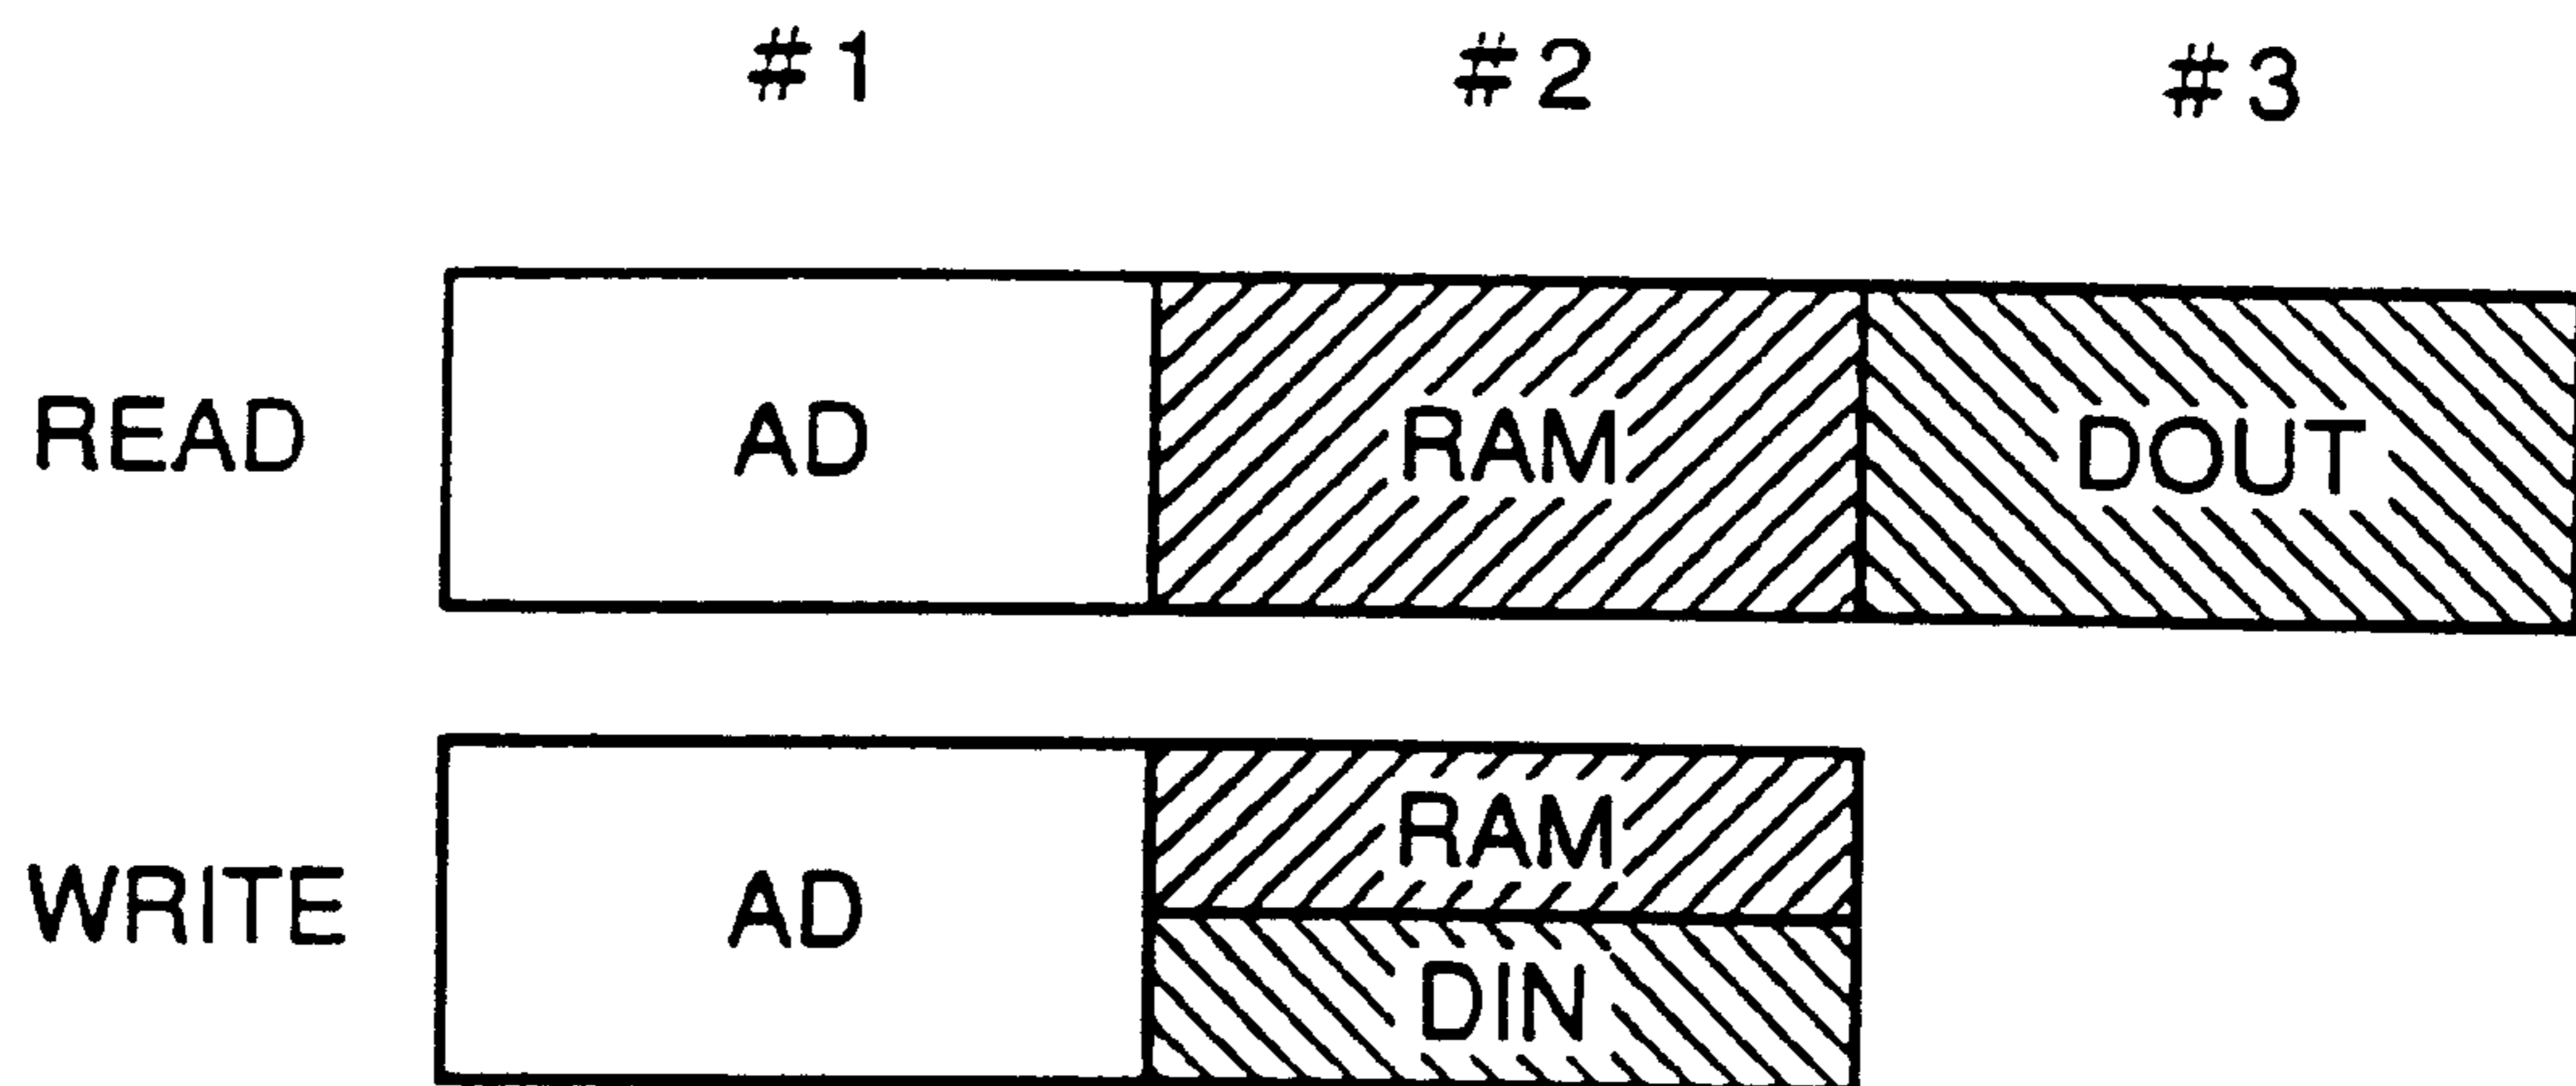 #1 #2 #3
READ AD RAM DOUT
RAM
WRITE AD
DIN